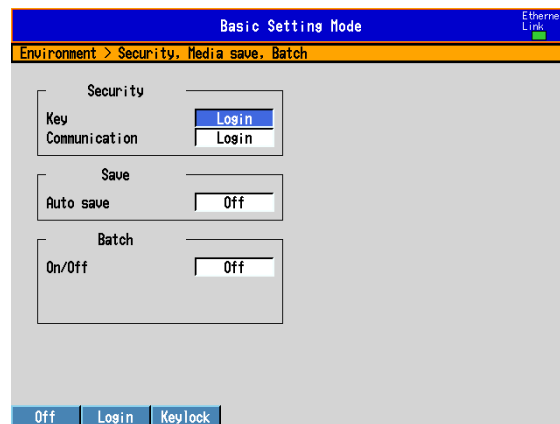 Basic Setting Mode
Etherne
Link
Environment > Security, Media save, Batch
Security
Key Login
Communication Login
Save
Auto save Off
Batch
On/Off Off
Off Login Keylock